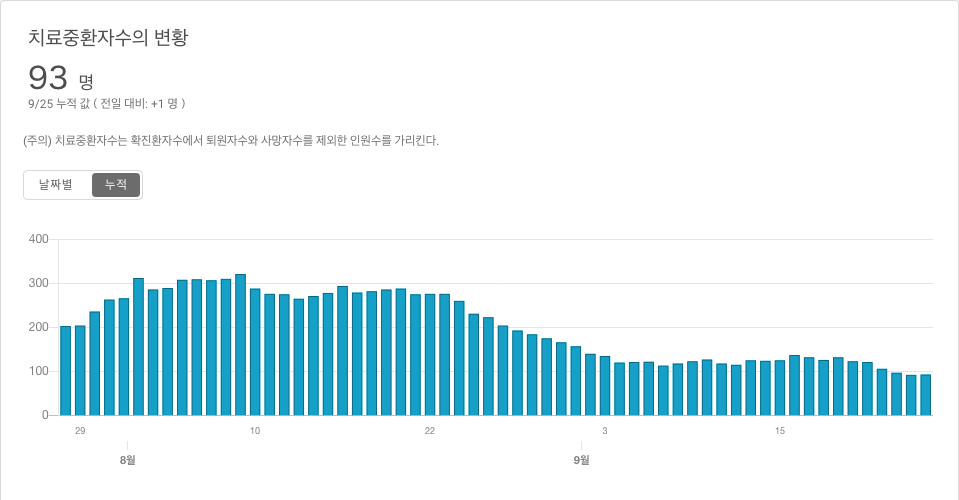 치료중환자수의 변황
93 명
9/25 누적 값 ( 전일 대비: +1 명 )
(주의) 치료중환자수는 확진환자수에서 퇴원자수와 사망자수를 제외한 인원수를 가리킨다.
날짜별 누적
400
300
200
100
0
29 10 22 3 15
8월 9월